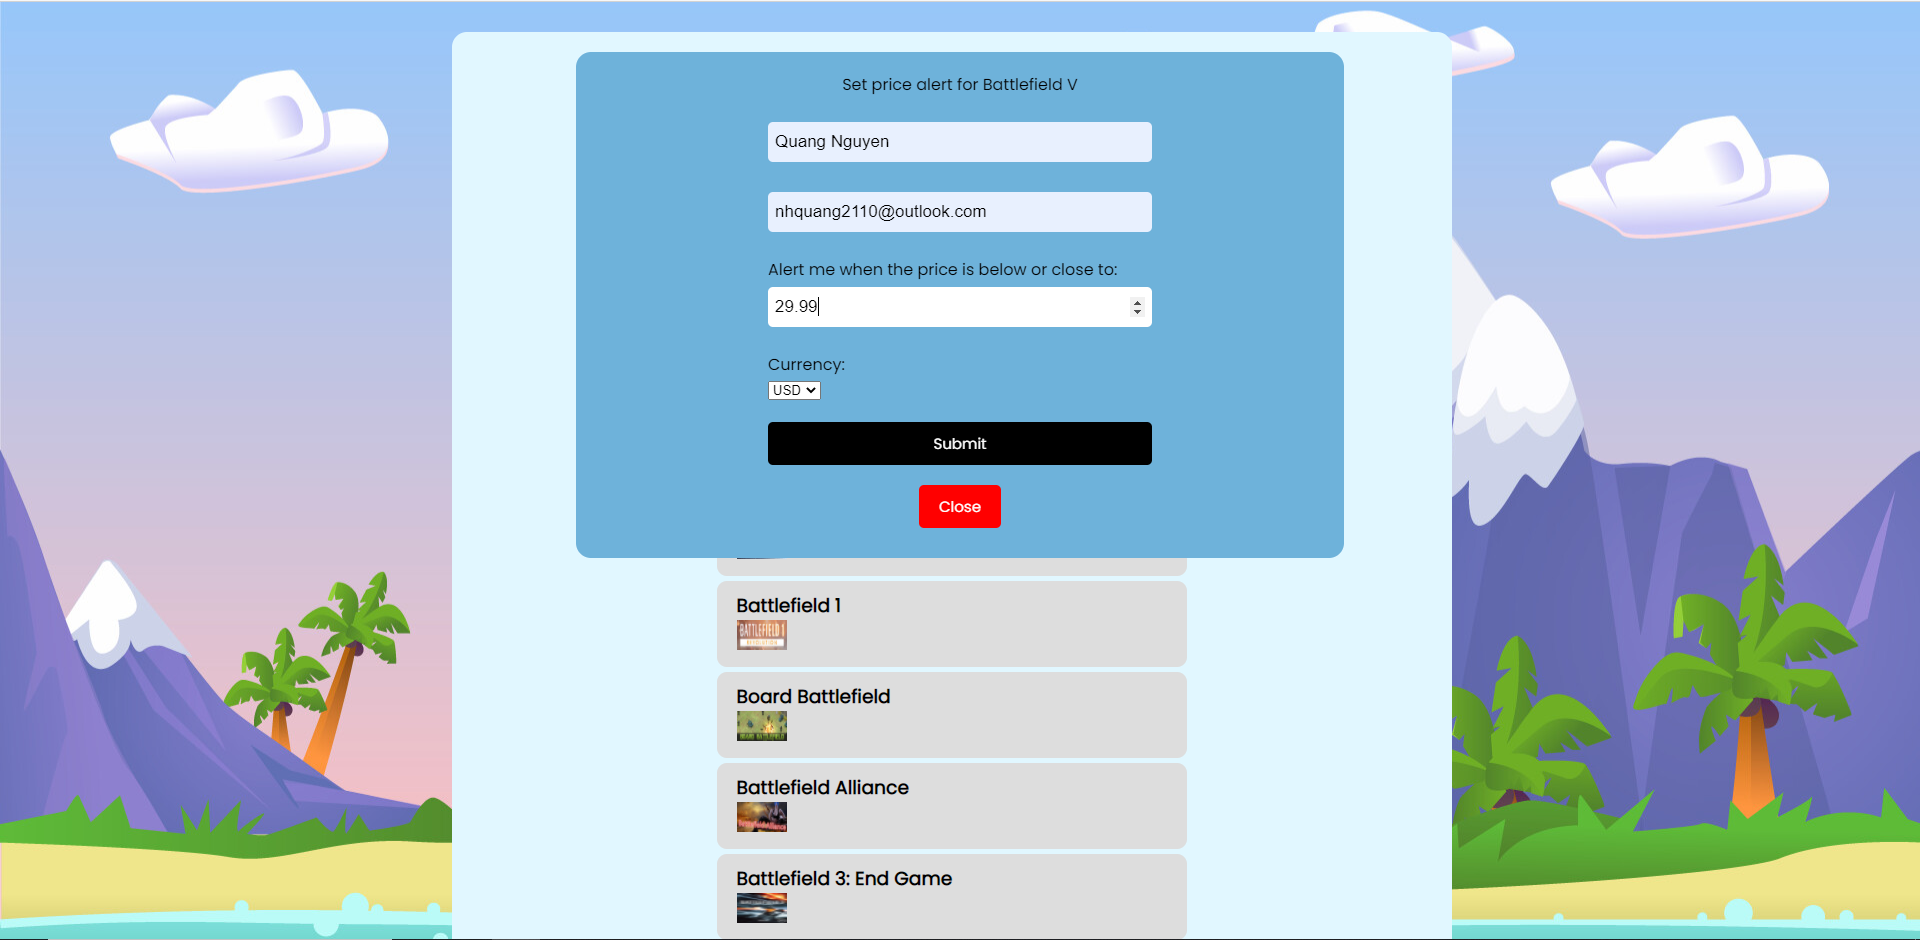 Set price alert for Battlefield V
Quang Nguyen
nhquang2110@outlook.com
Alert me when the price is below or close to:
29.99
Currency:
USD
Submit
Close
Battlefield 1
BATTLEFIELD 1
Board Battlefield
Battlefield Alliance
Battlefield 3: End Game